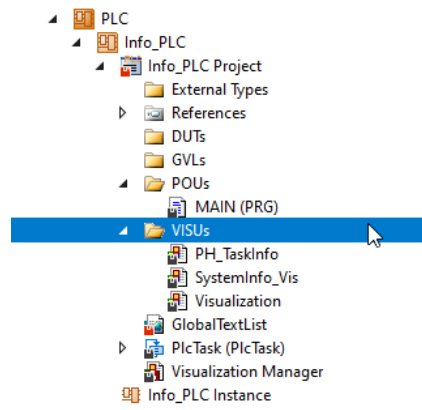 PLC
Info_PLC
Info_PLC Project
External Types
References
DUTs
GVLs
POUs
MAIN (PRG)
VISUs
PH_TaskInfo
SystemInfo_Vis
Visualization
GlobalTextList
PlcTask (PlcTask)
Visualization Manager
Info_PLC Instance